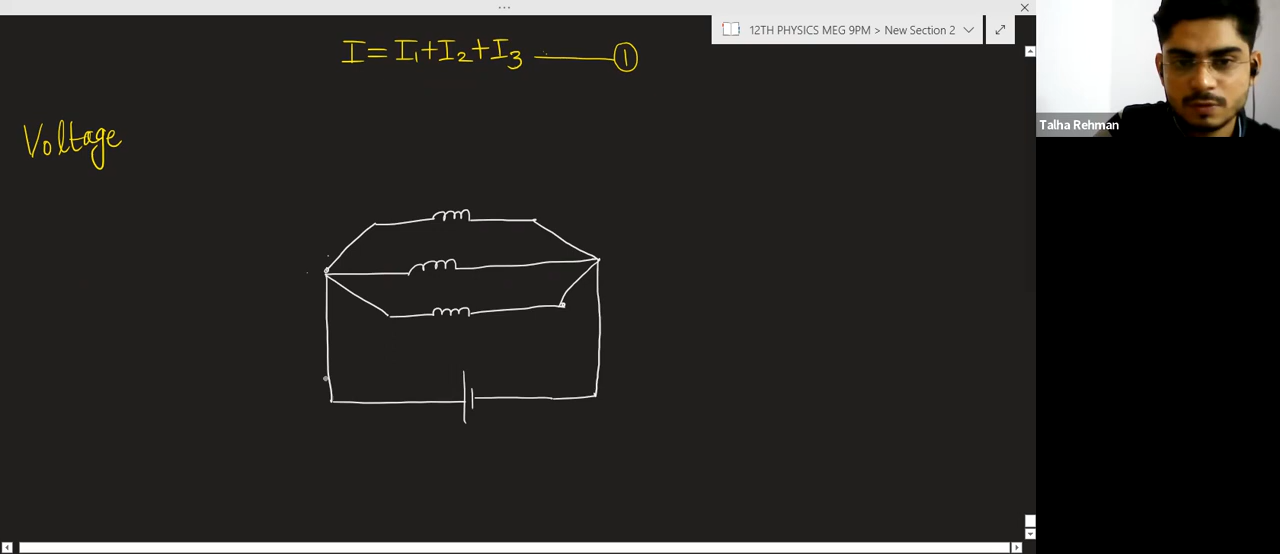 I = I₁ + I₂ + I₃ ——— ①
12TH PHYSICS MEG 9PM > New Section 2
Talha Rehman
Voltage